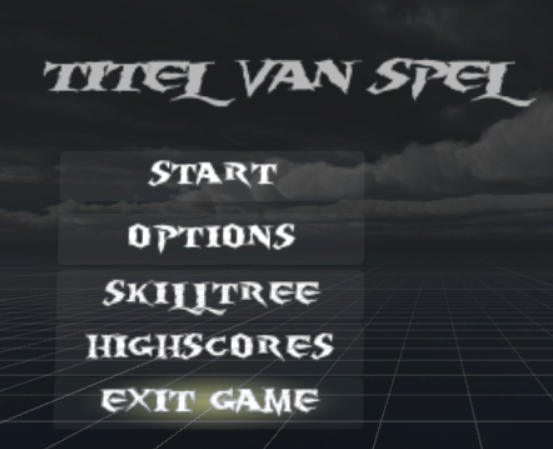 TITEL VAN SPEL
START
OPTIONS
SKILLTREE
HIGHSCORES
EXIT GAME